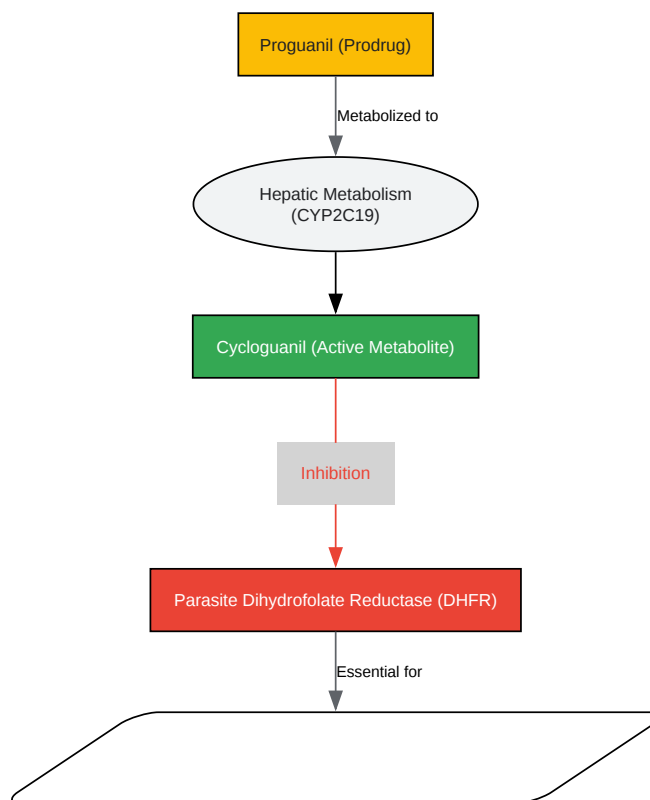 Proguanil (Prodrug)
Metabolized to
Hepatic Metabolism
(CYP2C19)
Cycloguanil (Active Metabolite)
Inhibition
Parasite Dihydrofolate Reductase (DHFR)
Essential for